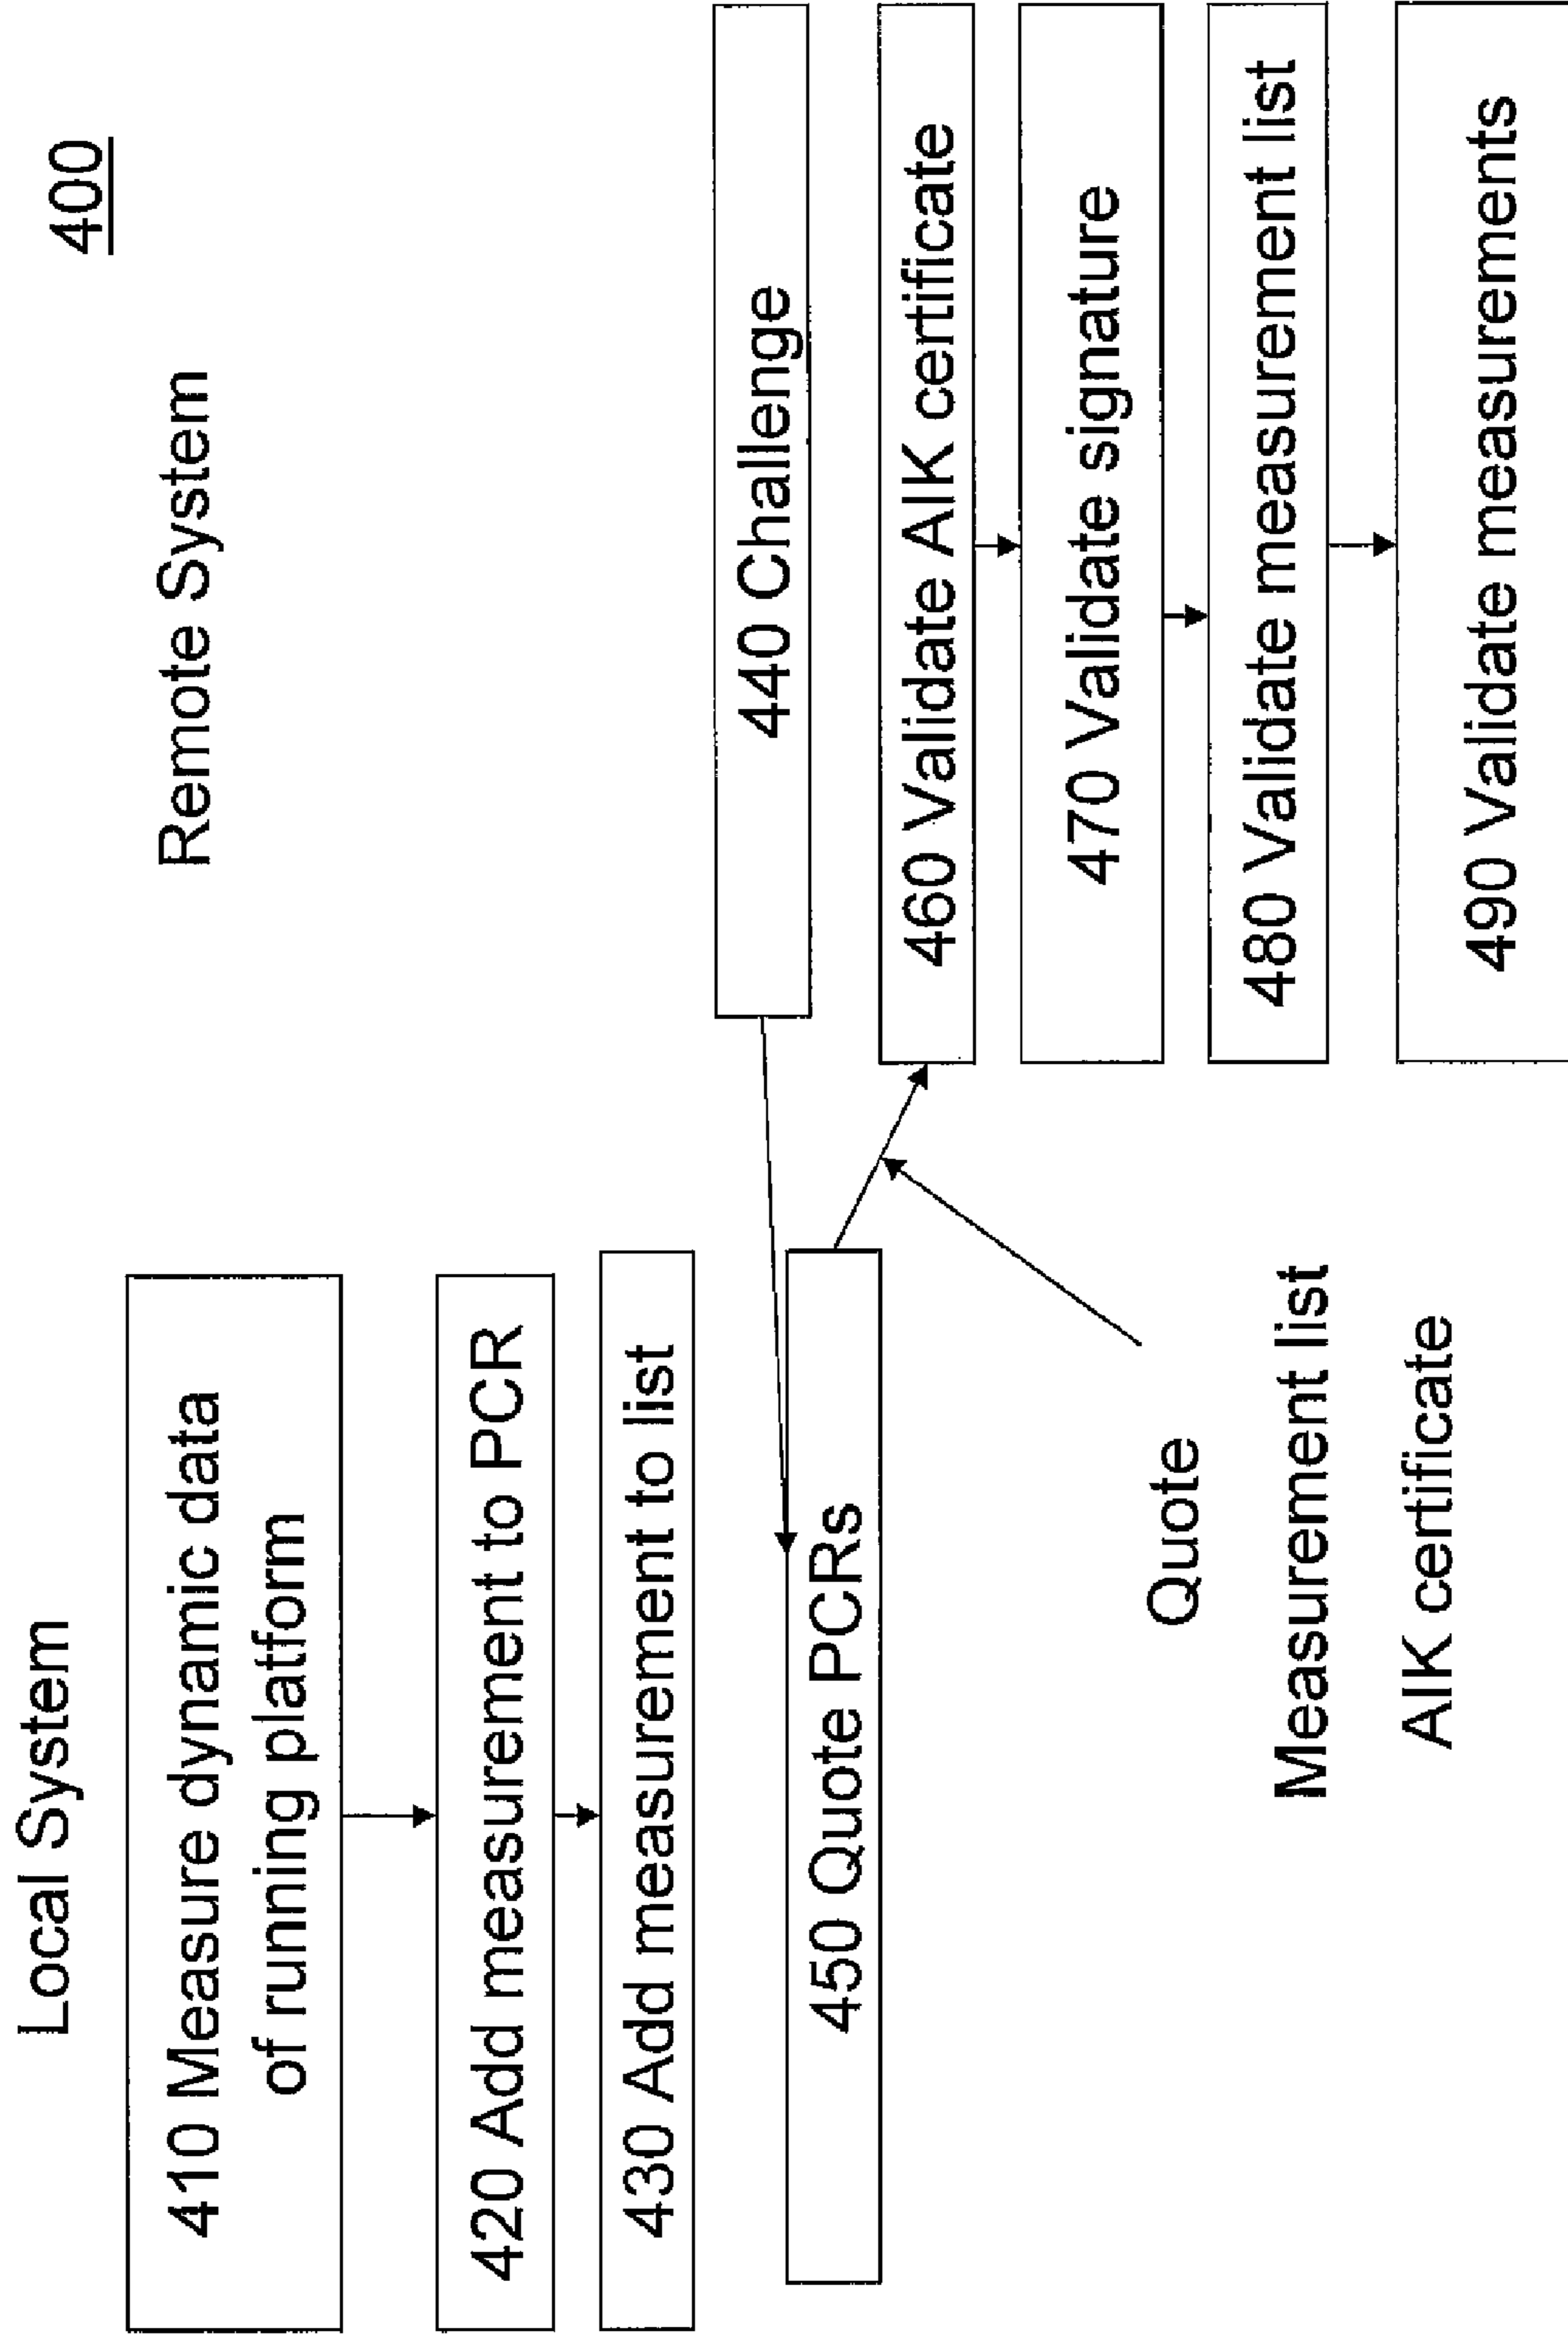 400
Local System
Remote System
410 Measure dynamic data
of running platform
420 Add measurement to PCR
430 Add measurement to list
440 Challenge
450 Quote PCRs
460 Validate AIK certificate
470 Validate signature
480 Validate measurement list
490 Validate measurements
Quote
Measurement list
AIK certificate